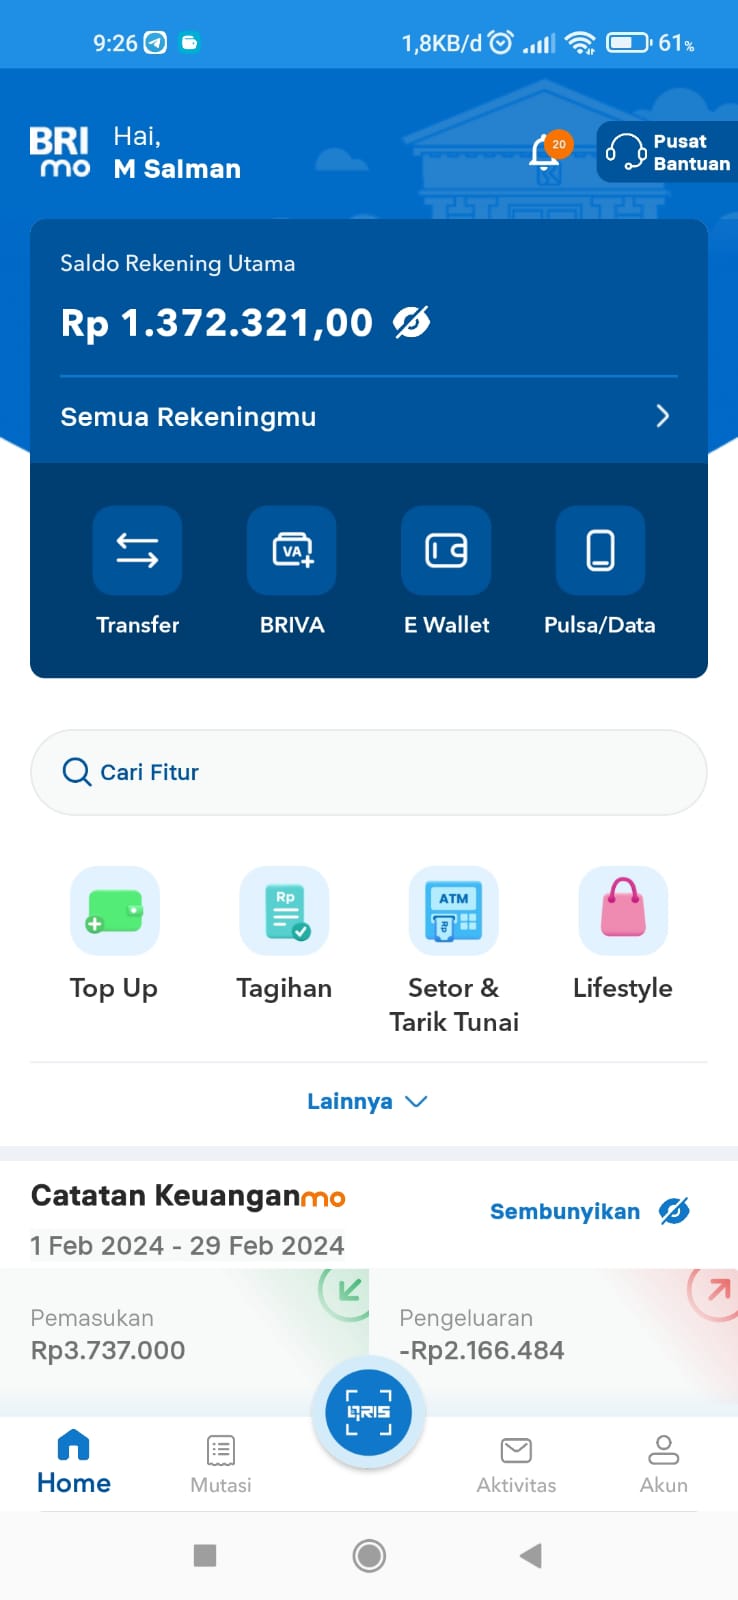 9:26
1,8KB/d
61%
BRI
mo
Hai,
M Salman
20
Pusat
Bantuan
Saldo Rekening Utama
Rp 1.372.321,00
Semua Rekeningmu
VA
Transfer
BRIVA
E Wallet
Pulsa/Data
Cari Fitur
Rp
ATM
Rp
Top Up
Tagihan
Setor &
Tarik Tunai
Lifestyle
Lainnya
Catatan Keuanganmo
Sembunyikan
1 Feb 2024 - 29 Feb 2024
Pemasukan
Rp3.737.000
Pengeluaran
-Rp2.166.484
QRIS
Home
Mutasi
Aktivitas
Akun